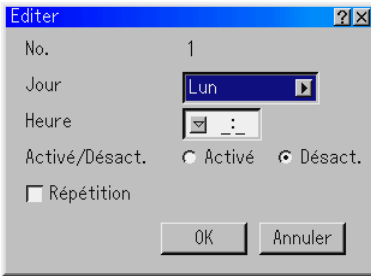 Editer
No. 1
Jour Lun
Heure _:_
Activé/Désact. Activé Désact.
Répétition
OK Annuler